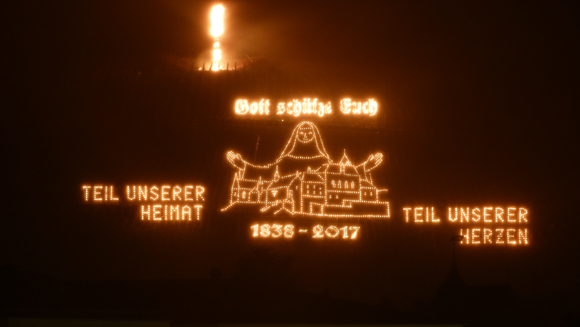 Gott schütze Euch
TEIL UNSERER
HEIMAT
1838-2017
TEIL UNSERER
HERZEN